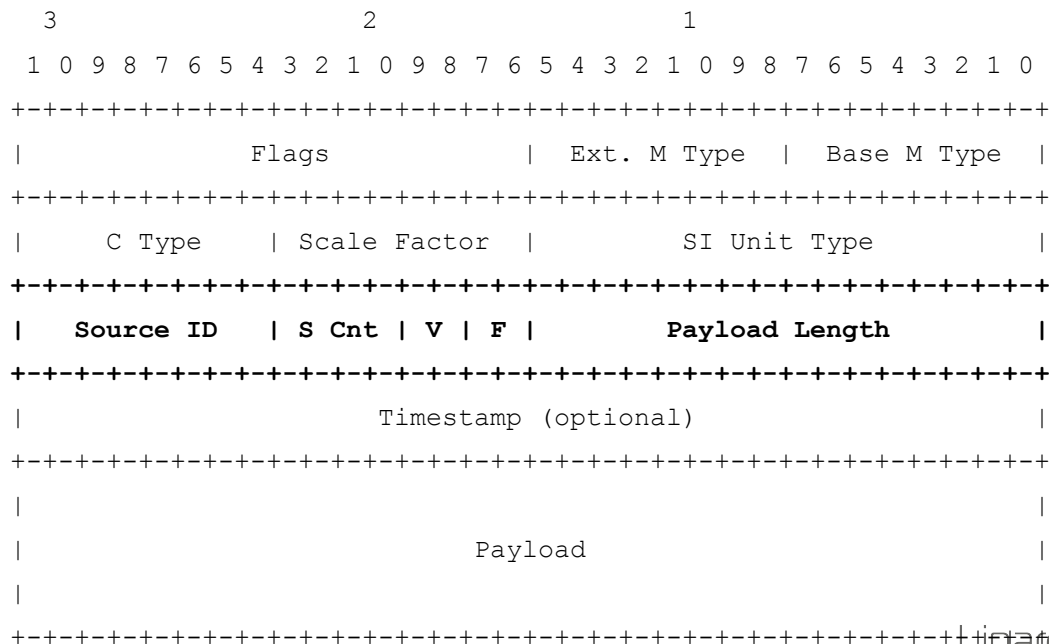 3 2 1
1 0 9 8 7 6 5 4 3 2 1 0 9 8 7 6 5 4 3 2 1 0 9 8 7 6 5 4 3 2 1 0
+-+-+-+-+-+-+-+-+-+-+-+-+-+-+-+-+-+-+-+-+-+-+-+-+-+-+-+-+-+-+-+-+
| Flags | Ext. M Type | Base M Type |
+-+-+-+-+-+-+-+-+-+-+-+-+-+-+-+-+-+-+-+-+-+-+-+-+-+-+-+-+-+-+-+-+
| C Type | Scale Factor | SI Unit Type |
+-+-+-+-+-+-+-+-+-+-+-+-+-+-+-+-+-+-+-+-+-+-+-+-+-+-+-+-+-+-+-+-+
| Source ID | S Cnt | V | F | Payload Length |
+-+-+-+-+-+-+-+-+-+-+-+-+-+-+-+-+-+-+-+-+-+-+-+-+-+-+-+-+-+-+-+-+
| Timestamp (optional) |
+-+-+-+-+-+-+-+-+-+-+-+-+-+-+-+-+-+-+-+-+-+-+-+-+-+-+-+-+-+-+-+-+
| |
| Payload |
| |
+-+-+-+-+-+-+-+-+-+-+-+-+-+-+-+-+-+-+-+-+-+-+-+-+-+-+-+-+-+-+-+-+